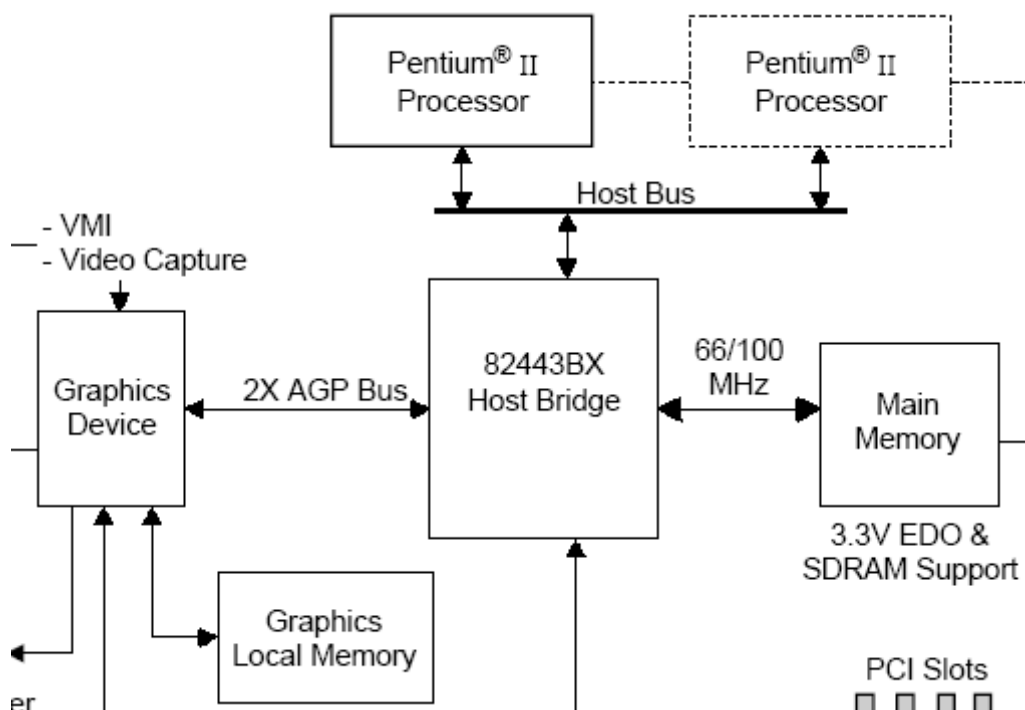 Pentium® II
Processor
Pentium® II
Processor
Host Bus
- VMI
- Video Capture
82443BX
Host Bridge
66/100
MHz
Graphics
Device
2X AGP Bus
Main
Memory
3.3V EDO &
SDRAM Support
Graphics
Local Memory
PCI Slots
er